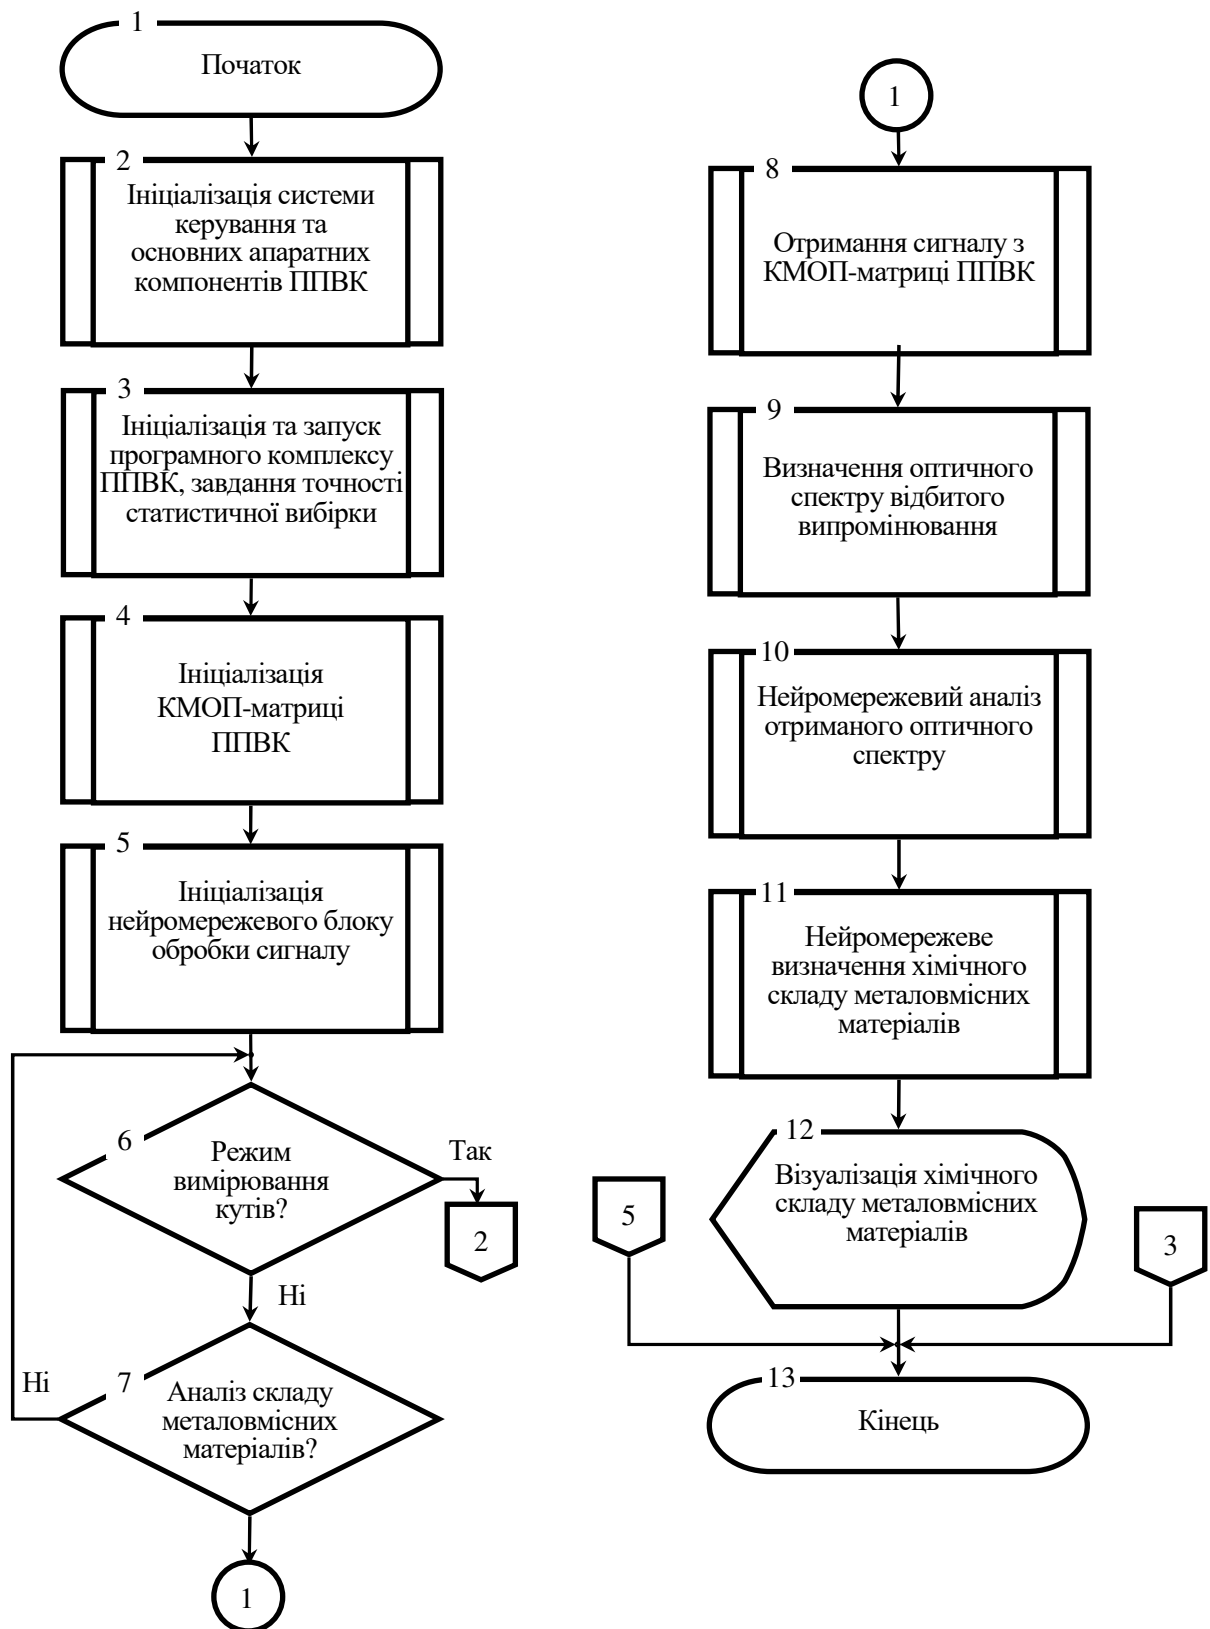 1
Початок
2
Ініціалізація системи
керування та
основних апаратних
компонентів ППВК
3
Ініціалізація та запуск
програмного комплексу
ППВК, завдання точності
статистичної вибірки
4
Ініціалізація
КМОП-матриці
ППВК
5
Ініціалізація
нейромережевого блоку
обробки сигналу
6
Режим
вимірювання
кутів?
Так
2
Ні
Ні
7
Аналіз складу
металовмісних
матеріалів?
1
1
8
Отримання сигналу з
КМОП-матриці ППВК
9
Визначення оптичного
спектру відбитого
випромінювання
10
Нейромережевий аналіз
отриманого оптичного
спектру
11
Нейромережеве
визначення хімічного
складу металовмісних
матеріалів
12
Візуалізація хімічного
складу металовмісних
матеріалів
5
3
13
Кінець